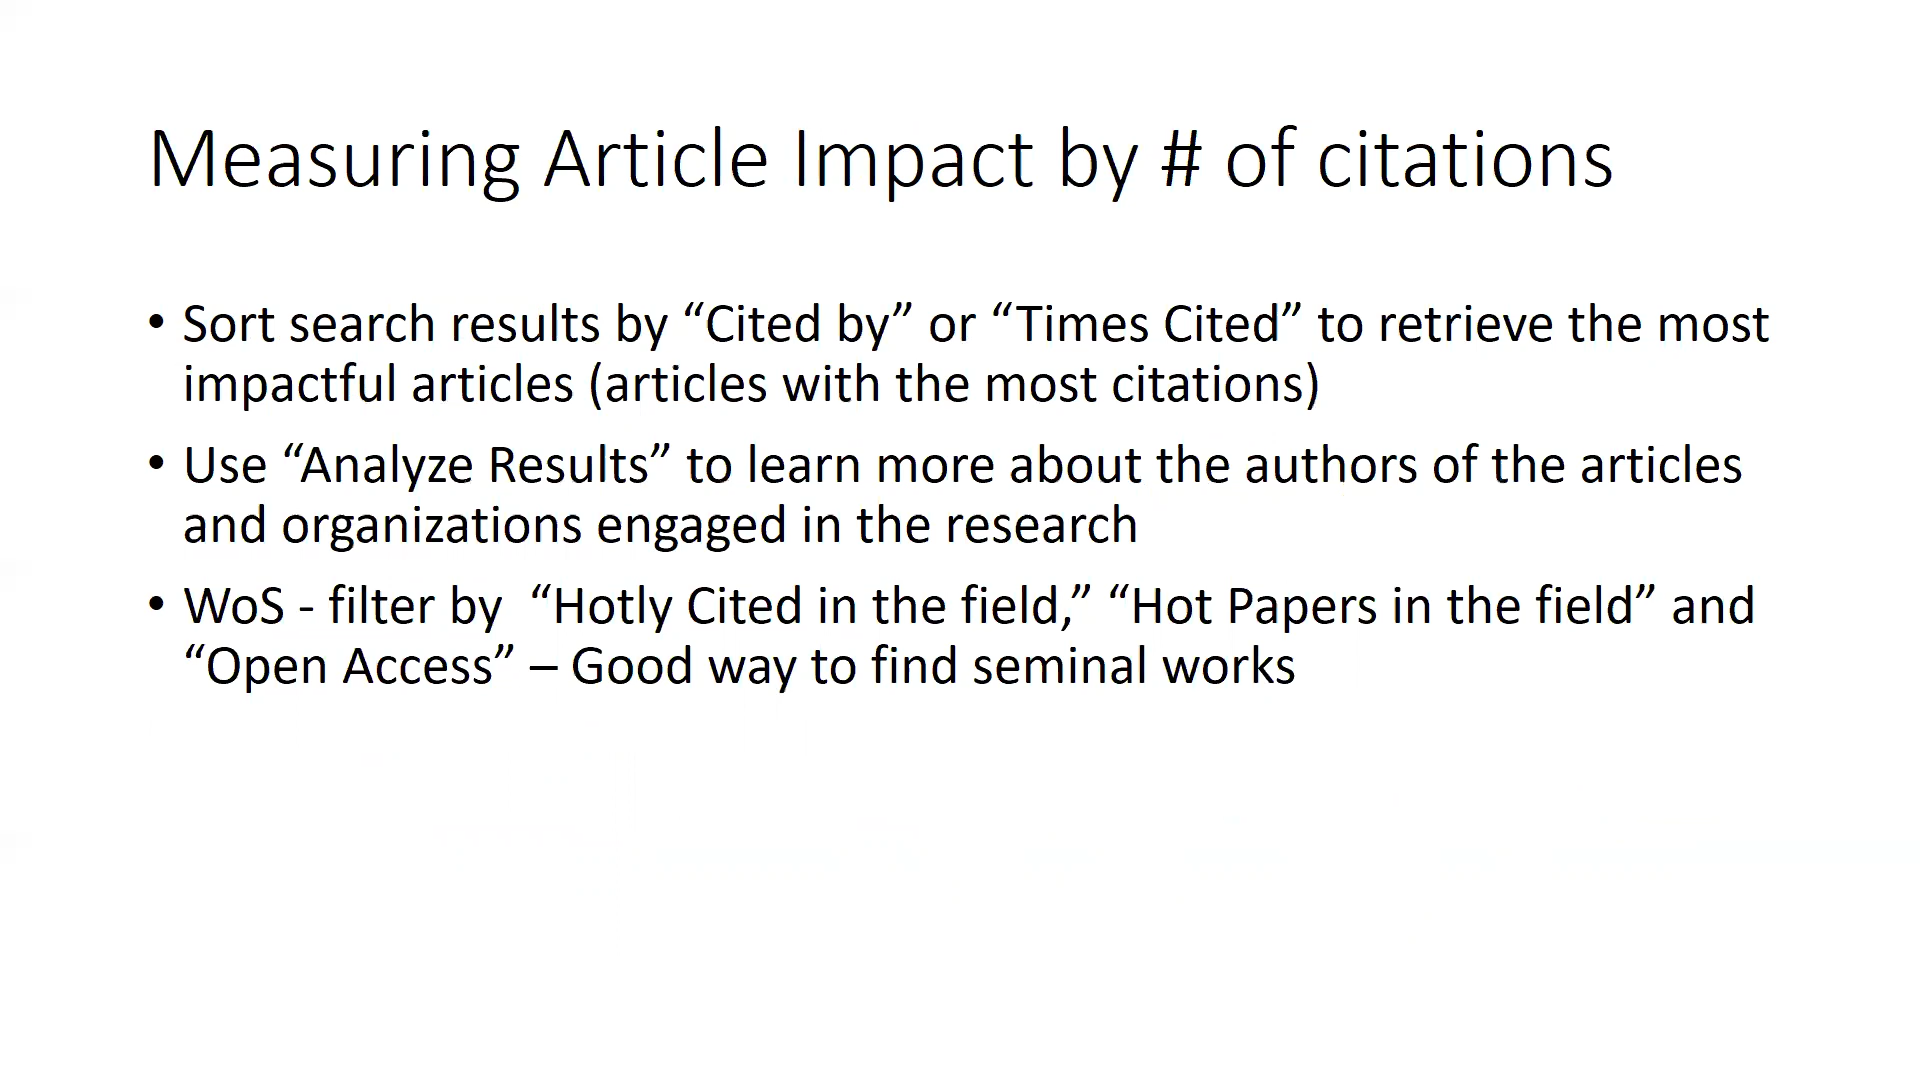 Measuring Article Impact by # of citations
• Sort search results by “Cited by” or “Times Cited” to retrieve the most
impactful articles (articles with the most citations)
• Use “Analyze Results” to learn more about the authors of the articles
and organizations engaged in the research
• WoS - filter by  “Hotly Cited in the field,” “Hot Papers in the field” and
“Open Access” – Good way to find seminal works